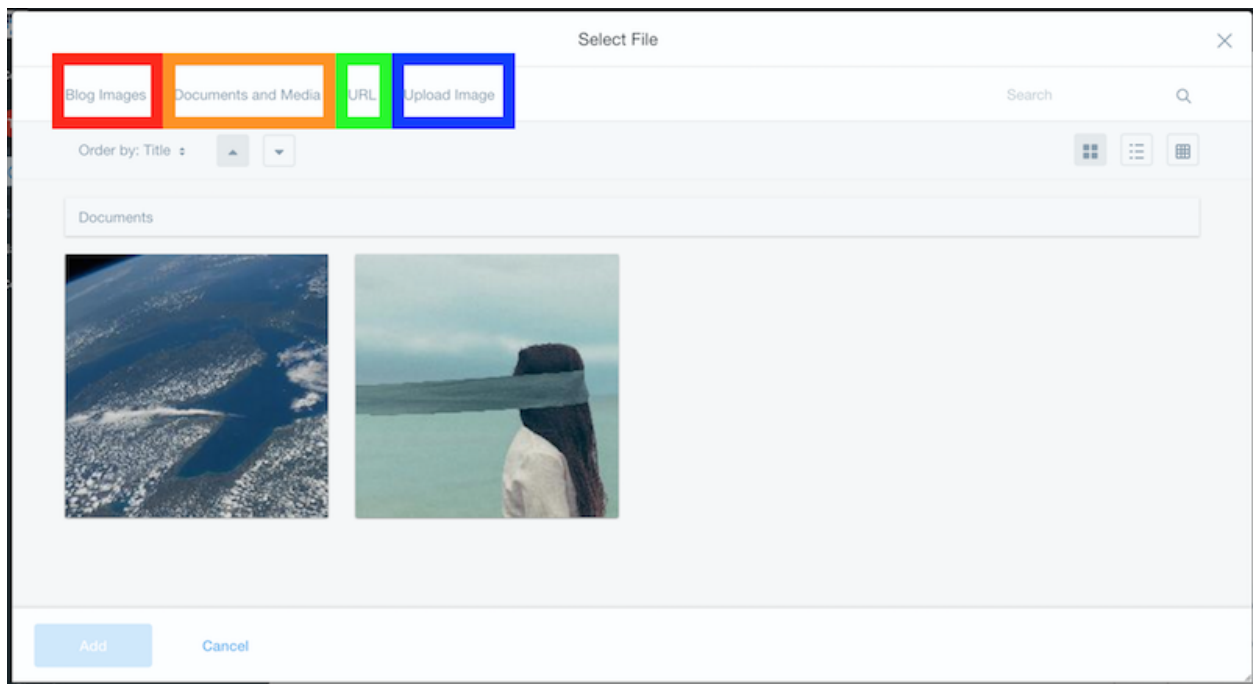 Select File
Blog Images Documents and Media URL Upload Image Search
Order by: Title
Documents
Add Cancel